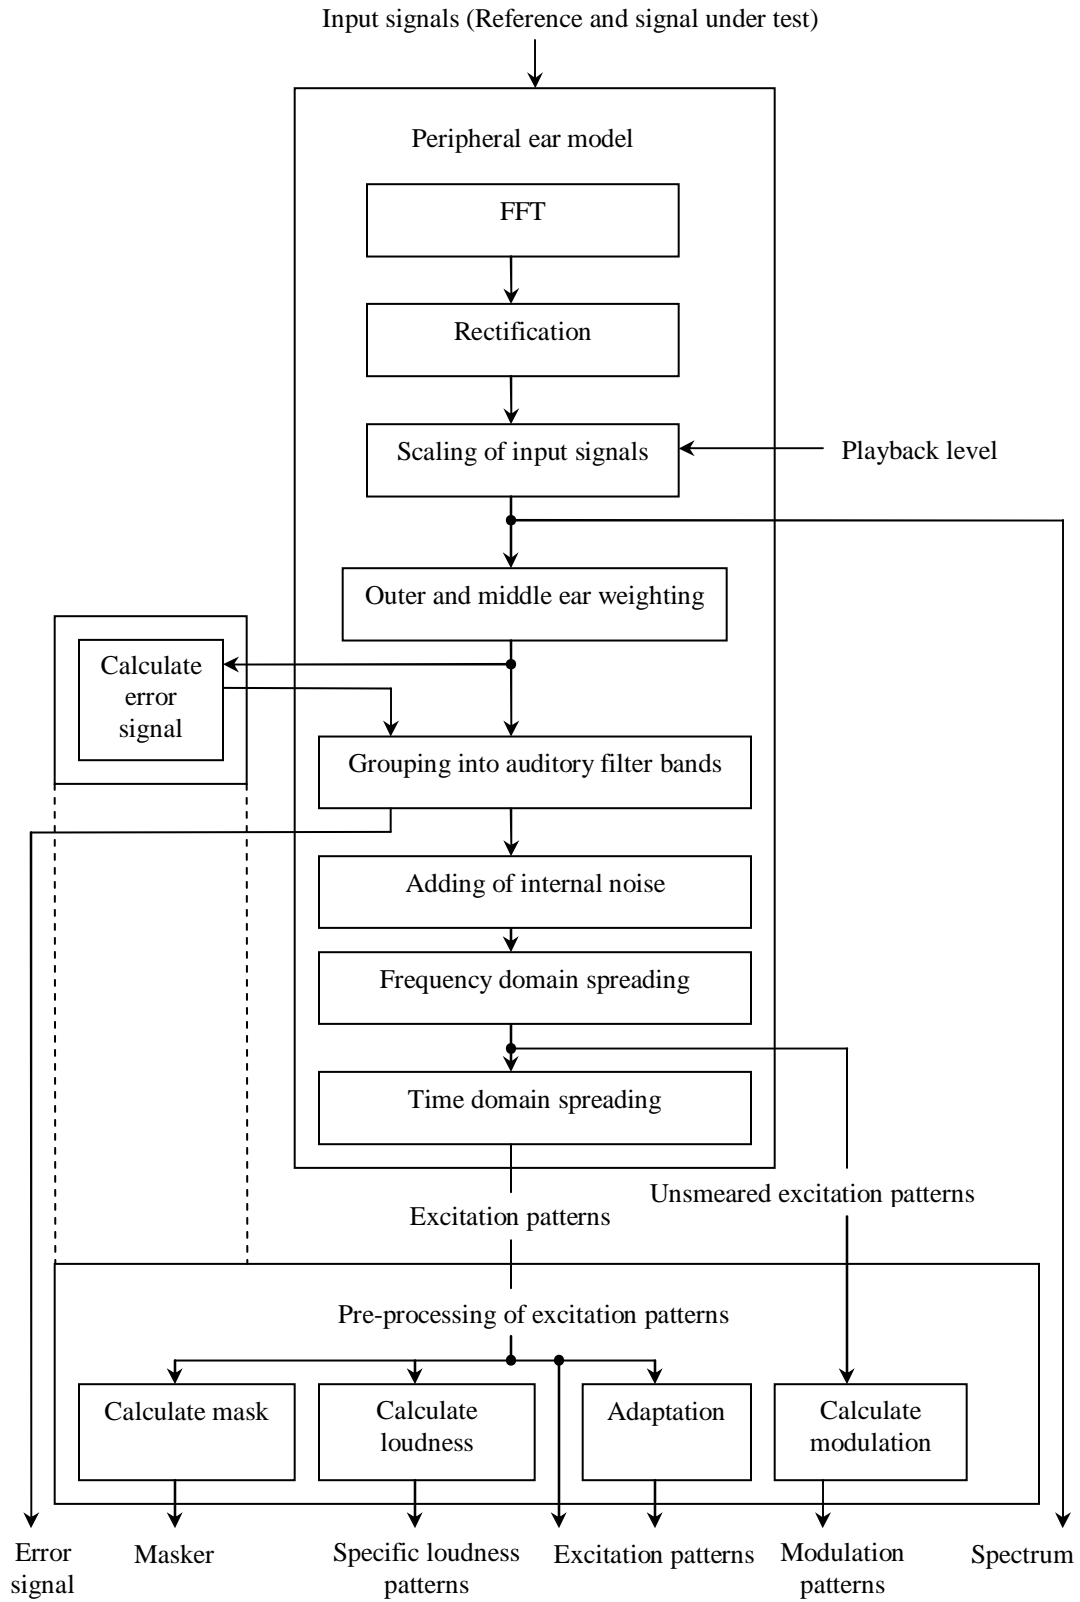 Input signals (Reference and signal under test)
Peripheral ear model
FFT
Rectification
Scaling of input signals
Playback level
Outer and middle ear weighting
Calculate
error
signal
Grouping into auditory filter bands
Adding of internal noise
Frequency domain spreading
Time domain spreading
Unsmeared excitation patterns
Excitation patterns
Pre-processing of excitation patterns
Calculate mask
Calculate
loudness
Adaptation
Calculate
modulation
Error
signal
Masker
Specific loudness
patterns
Excitation patterns
Modulation
patterns
Spectrum